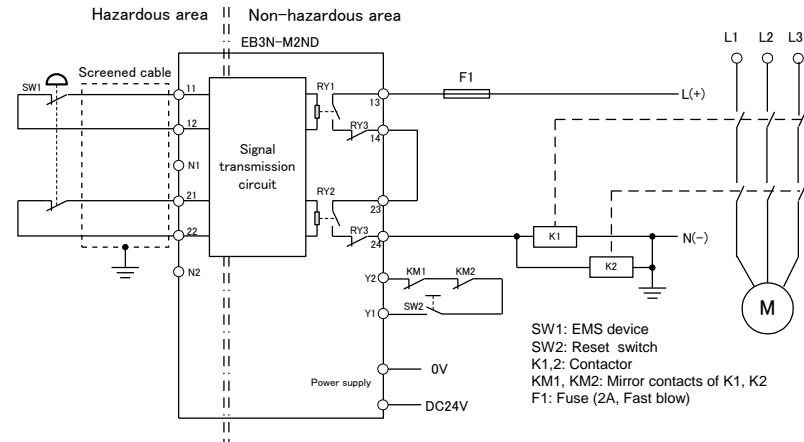 Hazardous area
Non-hazardous area
EB3N-M2ND
L1 L2 L3
Screened cable
SW1
F1
L(+)
11
RY1
13
12
RY3
14
N1
Signal
transmission
circuit
21
RY2
23
22
RY3
24
K1
N(-)
K2
N2
Y2
KM1
KM2
SW2
Y1
M
SW1: EMS device
SW2: Reset switch
K1,2: Contactor
KM1, KM2: Mirror contacts of K1, K2
F1: Fuse (2A, Fast blow)
0V
Power supply
DC24V